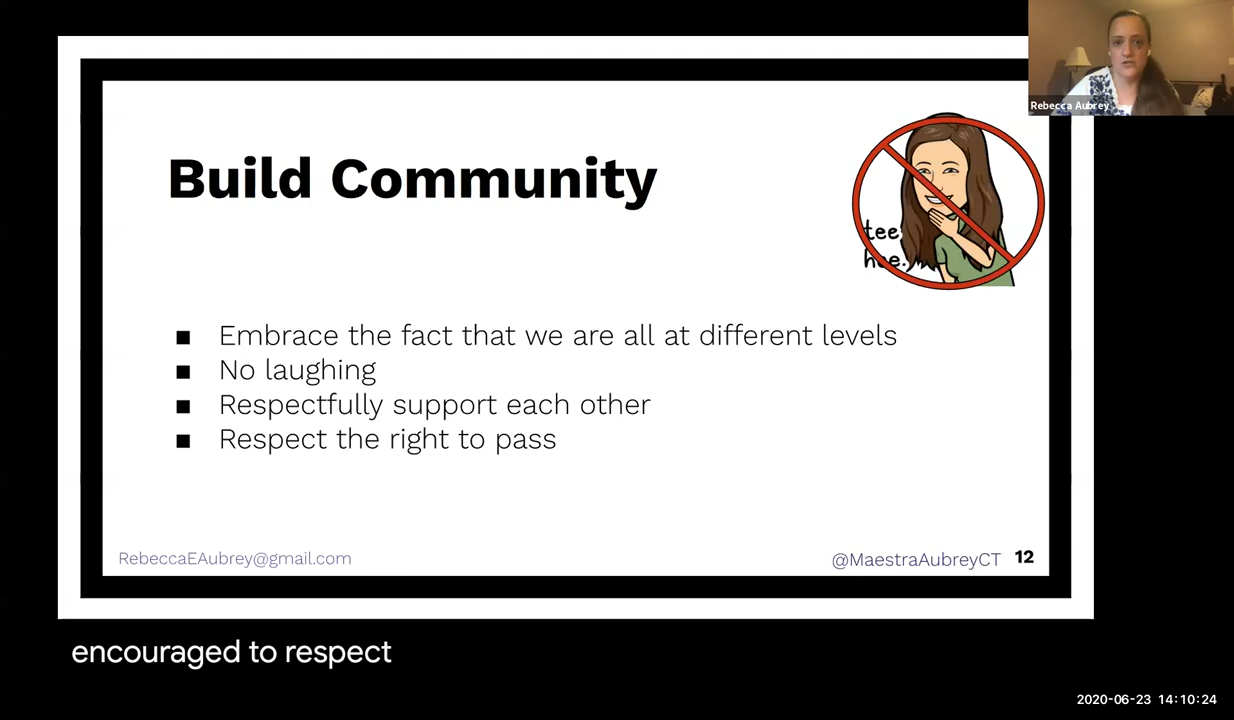 Rebecca Aubrey
Build Community
tee
hee.
Embrace the fact that we are all at different levels
No laughing
Respectfully support each other
Respect the right to pass
RebeccaEAubrey@gmail.com
@MaestraAubreyCT 12
encouraged to respect
2020-06-23 14:10:24